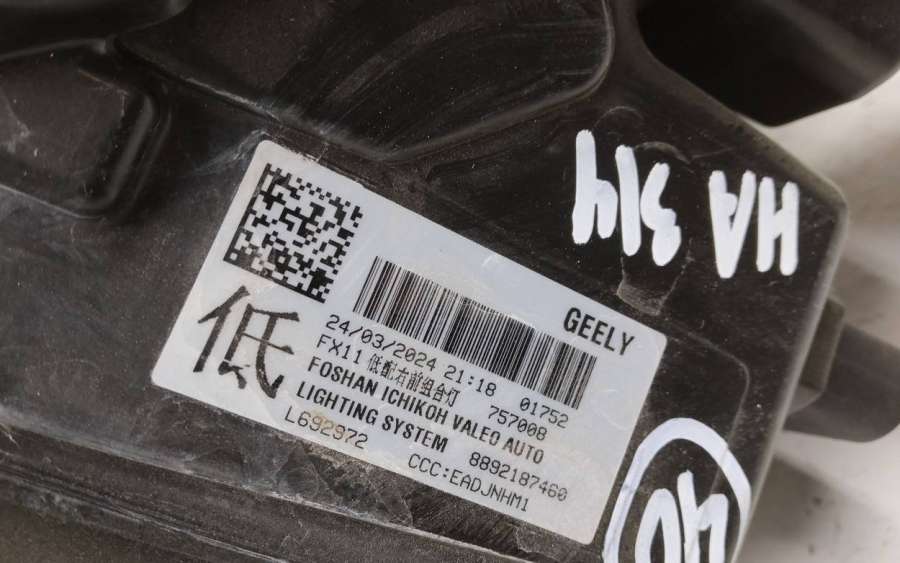 GEELY
24/03/2024 21:18 01752
FX11 低配右前组合灯 757008
FOSHAN ICHIKOH VALEO AUTO
LIGHTING SYSTEM 8892187460
L692972 CCC:EADJNHM1
低
HA 314
40